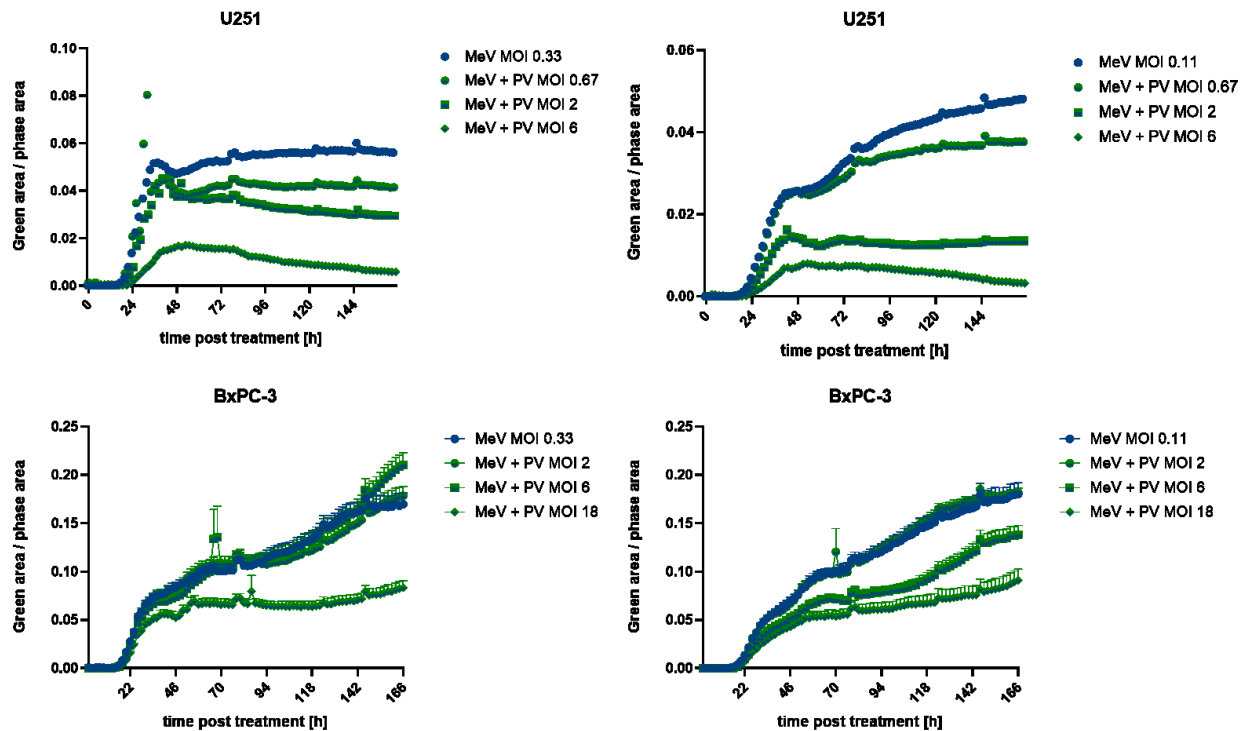 U251
Green area / phase area
0.10
0.08
0.06
0.04
0.02
0.00
0
24
48
72
96
120
144
time post treatment [h]
MeV MOI 0.33
MeV + PV MOI 0.67
MeV + PV MOI 2
MeV + PV MOI 6
U251
Green area / phase area
0.06
0.04
0.02
0.00
0
24
48
72
96
120
144
time post treatment [h]
MeV MOI 0.11
MeV + PV MOI 0.67
MeV + PV MOI 2
MeV + PV MOI 6
BxPC-3
Green area / phase area
0.25
0.20
0.15
0.10
0.05
0.00
22
46
70
94
118
142
166
time post treatment [h]
MeV MOI 0.33
MeV + PV MOI 2
MeV + PV MOI 6
MeV + PV MOI 18
BxPC-3
Green area / phase area
0.25
0.20
0.15
0.10
0.05
0.00
22
46
70
94
118
142
166
time post treatment [h]
MeV MOI 0.11
MeV + PV MOI 2
MeV + PV MOI 6
MeV + PV MOI 18